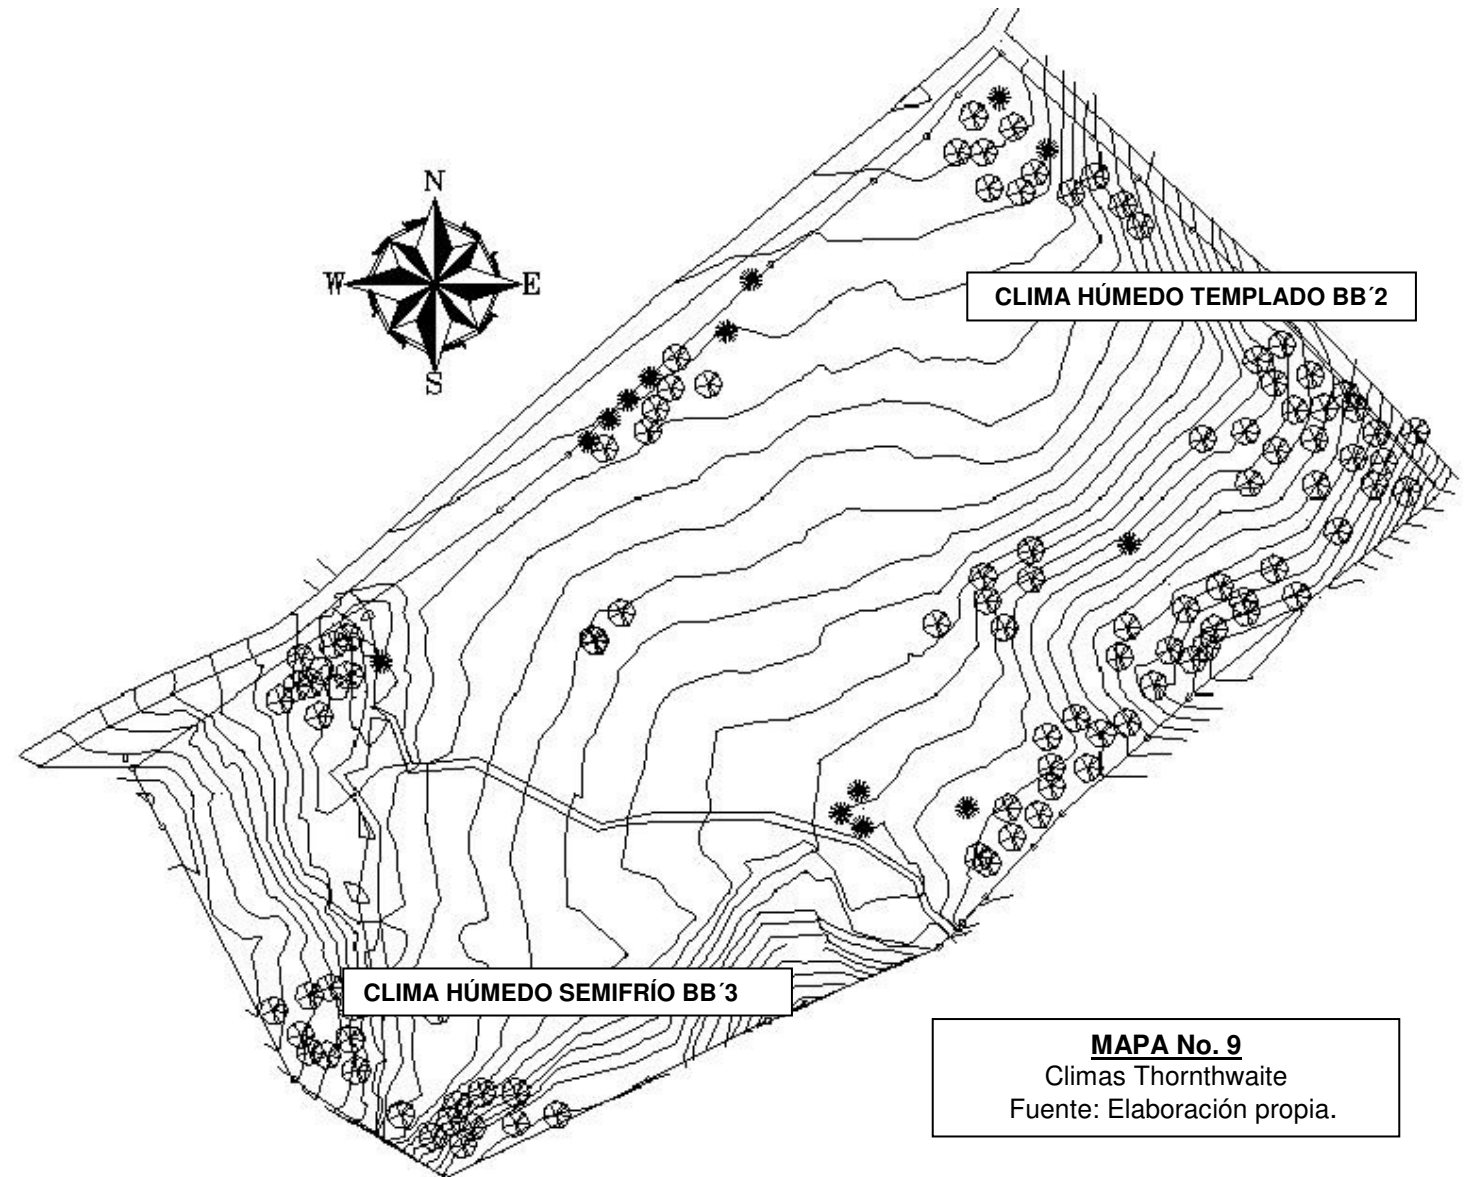 N
W E
S
CLIMA HÚMEDO TEMPLADO BB´2
CLIMA HÚMEDO SEMIFRÍO BB´3
MAPA No. 9
Climas Thornthwaite
Fuente: Elaboración propia.